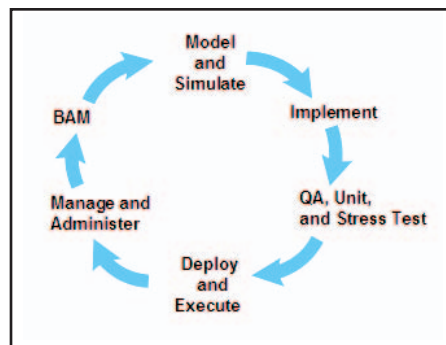 Model
and
Simulate
Implement
QA, Unit,
and Stress Test
Deploy
and
Execute
Manage and
Administer
BAM